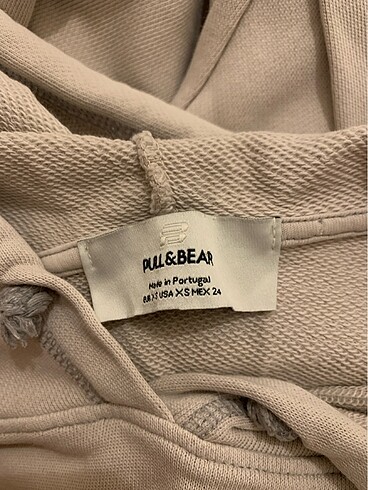 PULL&BEAR
Made in Portugal
EUR XS USA XS MEX 24